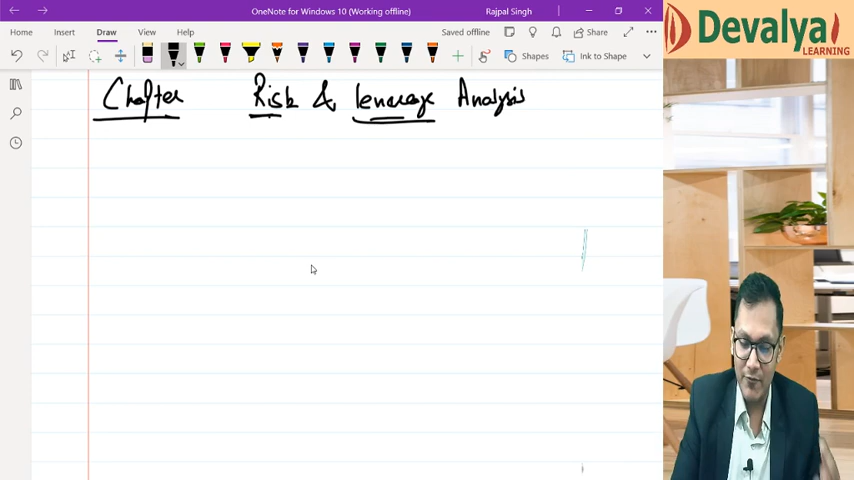 OneNote for Windows 10 (Working offline)
Rajpal Singh
Home Insert Draw View Help
Saved offline
Share
Shapes
Ink to Shape
Devalya
LEARNING
Chapter Risk & leverage Analysis